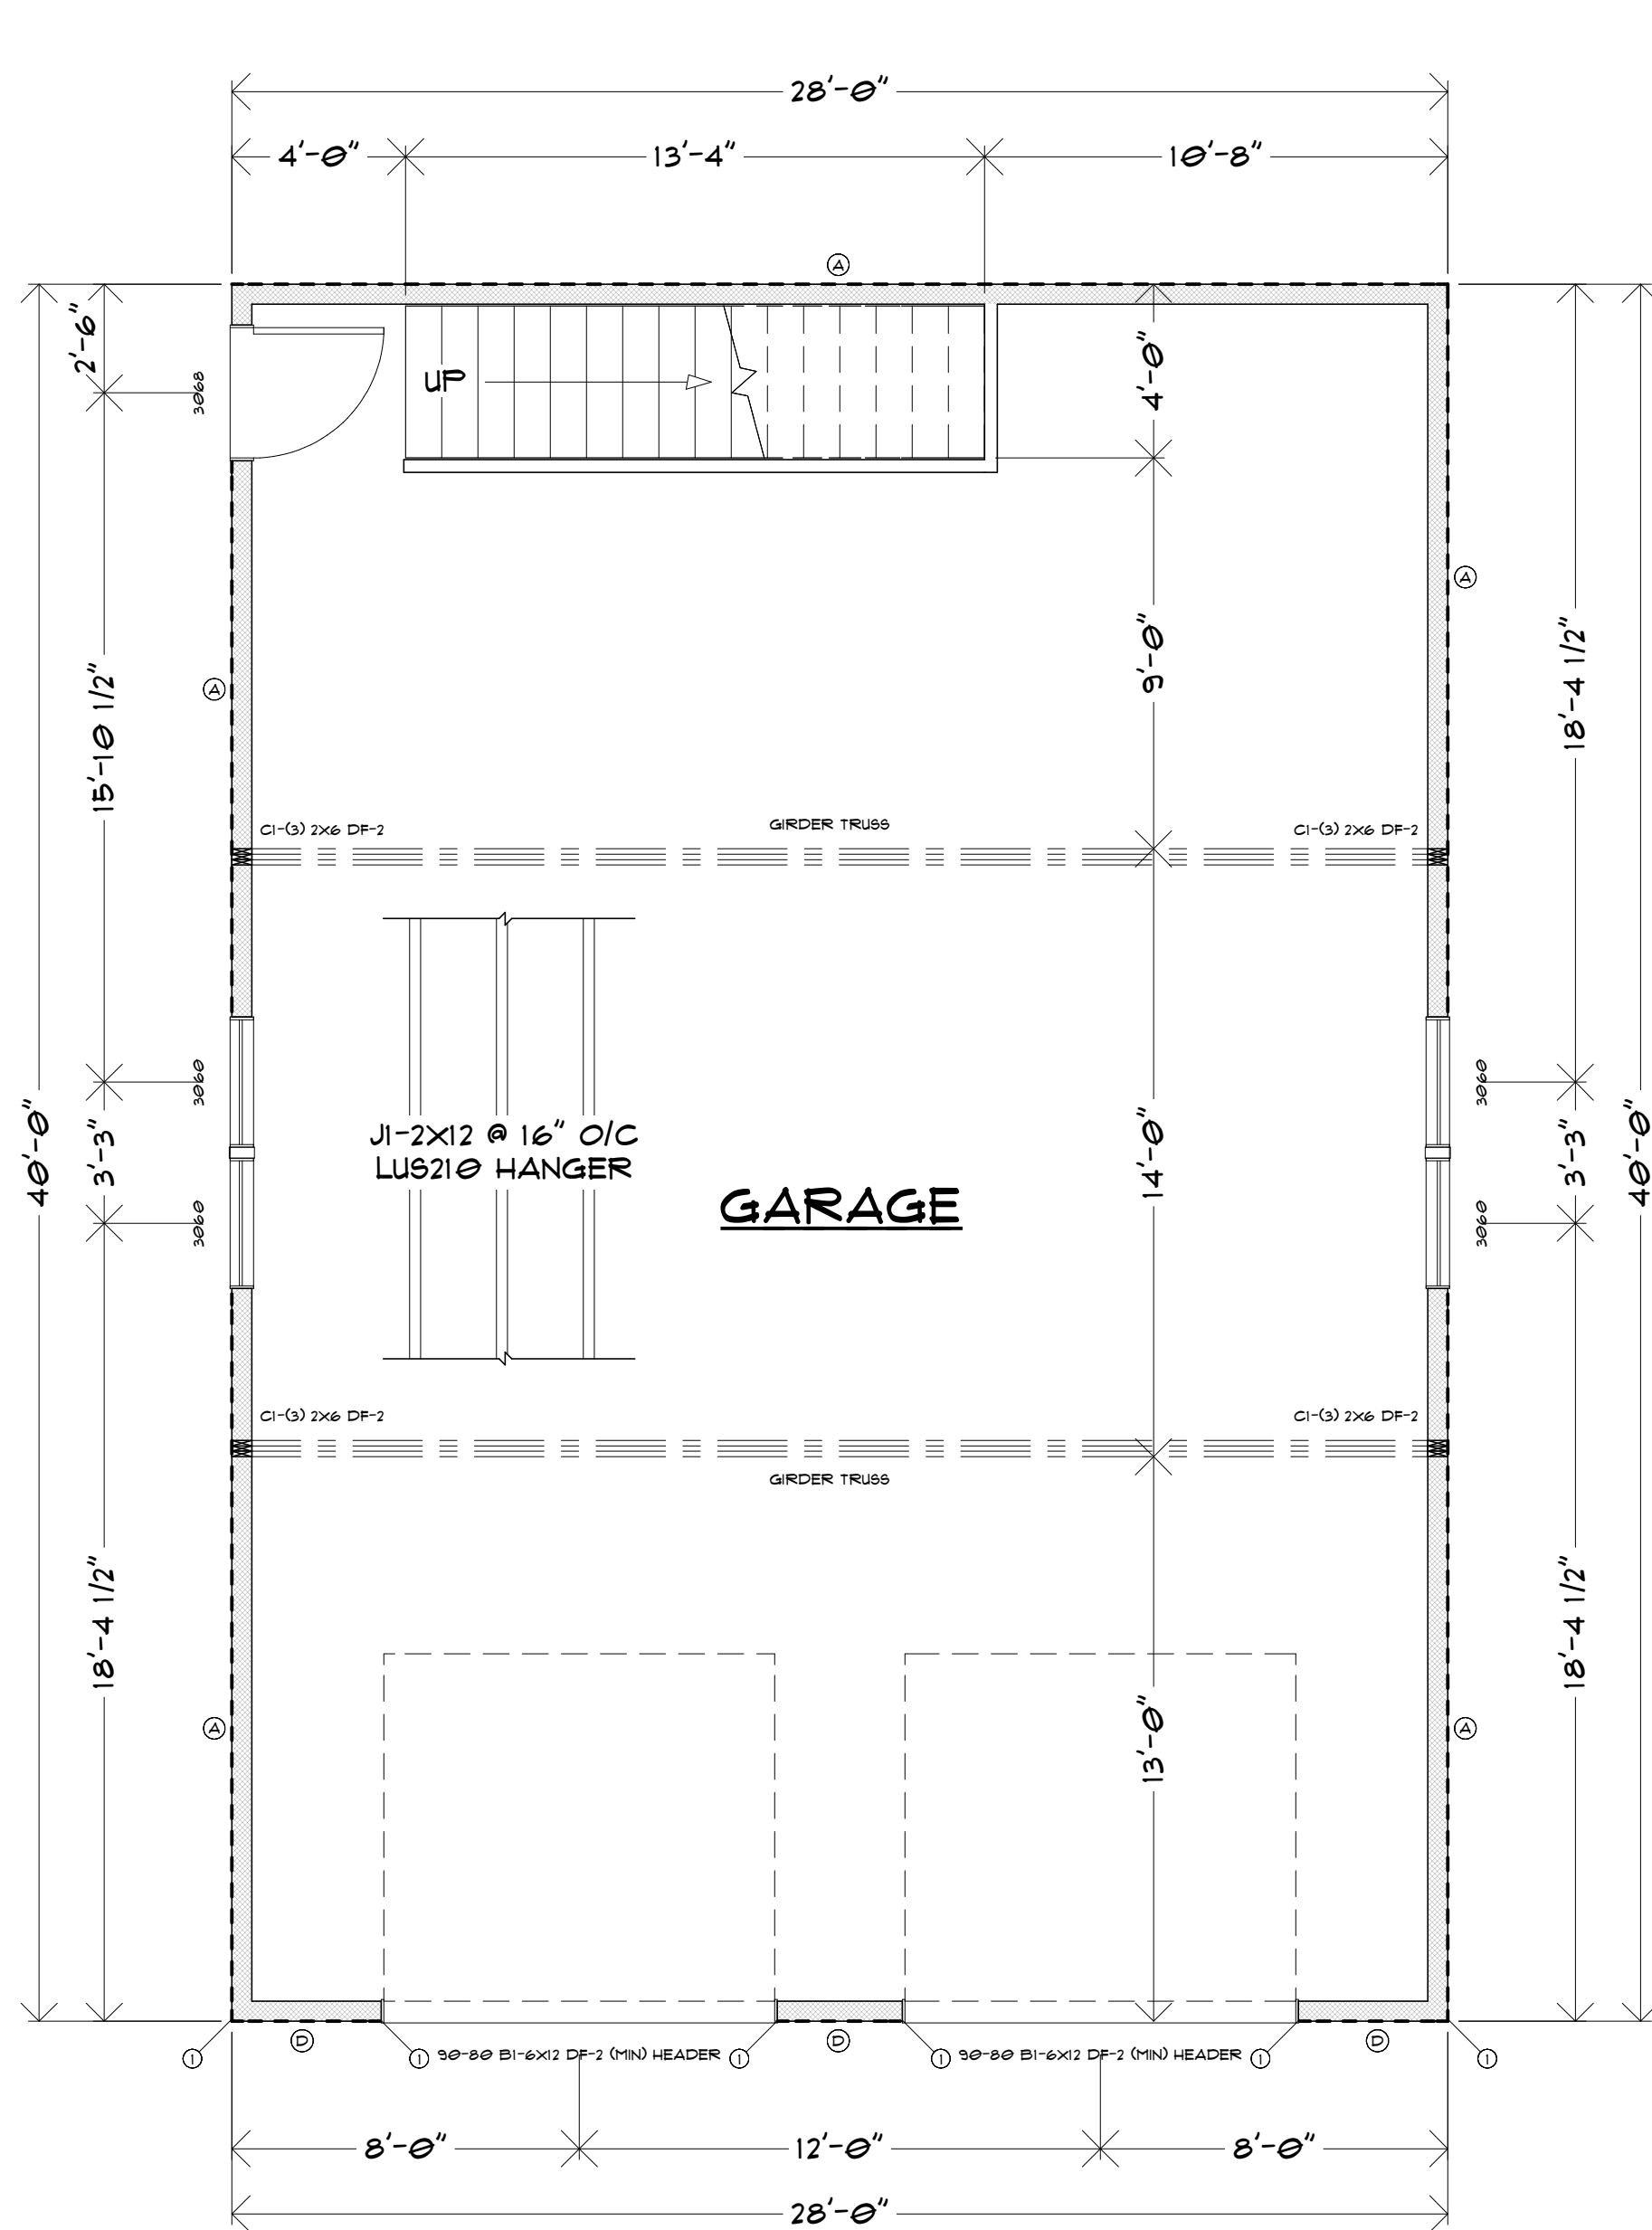 28'-0"
4'-0"
13'-4"
10'-8"
A
2'-6"
3068
UP
4'-0"
A
9'-0"
15'-10 1/2"
18'-4 1/2"
A
C1-(3) 2X6 DF-2
GIRDER TRUSS
C1-(3) 2X6 DF-2
3060
3060
40'-0"
3'-3"
J1-2X12 @ 16" O/C
LUS210 HANGER
14'-0"
3'-3"
40'-0"
GARAGE
3060
3060
C1-(3) 2X6 DF-2
C1-(3) 2X6 DF-2
GIRDER TRUSS
18'-4 1/2"
18'-4 1/2"
13'-0"
A
A
D
D
D
1
1
90-80 B1-6X12 DF-2 (MIN) HEADER
1
1
90-80 B1-6X12 DF-2 (MIN) HEADER
1
1
8'-0"
12'-0"
8'-0"
28'-0"